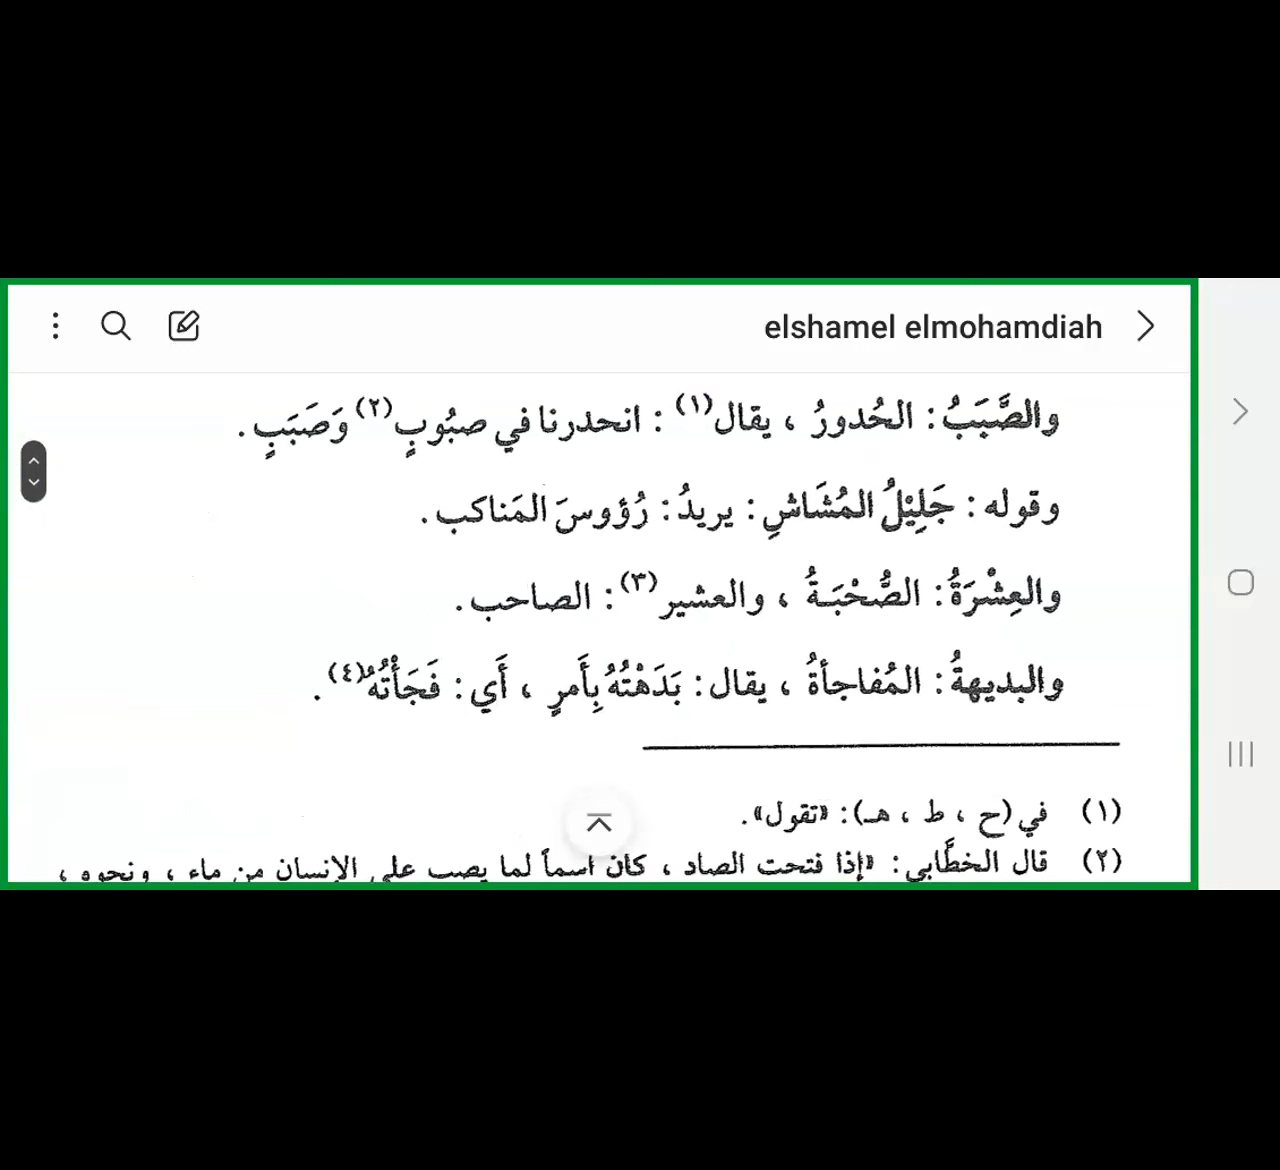 elshamel elmohamdiah
والصَّبَبُ: الحُدورُ ، يقال(١) : انحدرنا في صبُوبٍ(٢) وَصَبَبٍ.
وقوله : جَلِيْلُ المُشَاشِ: يريدُ: رُؤوسَ المَناكب.
والعِشْرَةُ: الصُّحْبَةُ ، والعشير(٣): الصاحب.
والبديهةُ: المُفاجأةُ ، يقال: بَدَهْتُهُ بِأَمرٍ ، أَي: فَجَأْتُهُ(٤).
(١) في (ح ، ط ، هـ): «تقول».
(٢) قال الخطَّابي: «إذا فتحت الصاد ، كان اسماً لما يصب على الإنسان من ماء ، ونحوه ،